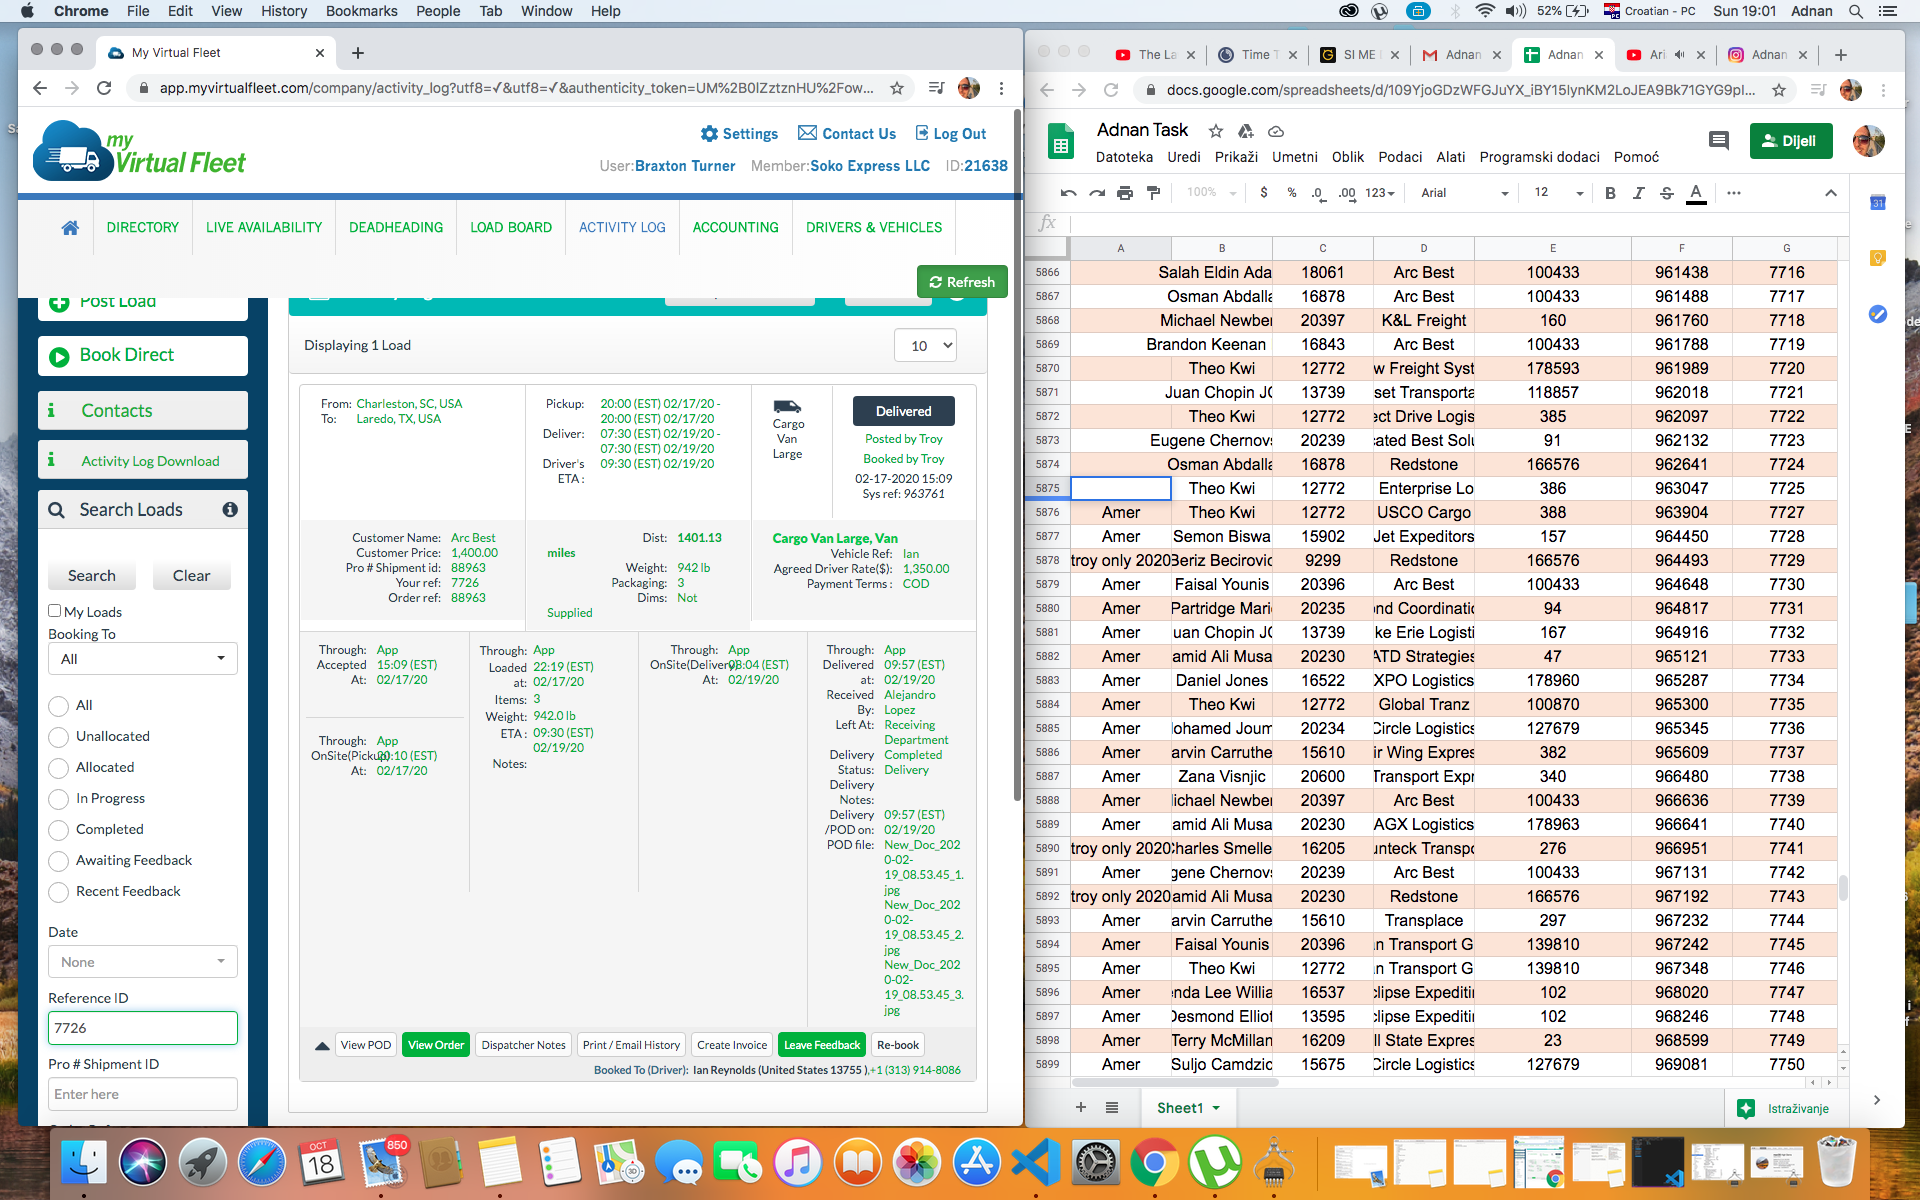 Chrome File Edit View History Bookmarks People Tab Window Help
52% Croatian - PC Sun 19:01 Adnan
My Virtual Fleet
app.myvirtualfleet.com/company/activity_log?utf8=✓&utf8=✓&authenticity_token=UM%2B0IZztznHU%2Fow...
my Virtual Fleet
Settings Contact Us Log Out
User:Braxton Turner Member:Soko Express LLC ID:21638
DIRECTORY LIVE AVAILABILITY DEADHEADING LOAD BOARD ACTIVITY LOG ACCOUNTING DRIVERS & VEHICLES
Refresh
Post Load
Book Direct
Contacts
Activity Log Download
Search Loads
Search Clear
My Loads
Booking To
All
All
Unallocated
Allocated
In Progress
Completed
Awaiting Feedback
Recent Feedback
Date
None
Reference ID
7726
Pro # Shipment ID
Enter here
Displaying 1 Load
10
From: Charleston, SC, USA
To: Laredo, TX, USA
Pickup: 20:00 (EST) 02/17/20 -
20:00 (EST) 02/17/20
Deliver: 07:30 (EST) 02/19/20 -
07:30 (EST) 02/19/20
Driver's ETA : 09:30 (EST) 02/19/20
Cargo Van Large
Delivered
Posted by Troy
Booked by Troy
02-17-2020 15:09
Sys ref: 963761
Customer Name: Arc Best
Customer Price: 1,400.00
Pro # Shipment id: 88963
Your ref: 7726
Order ref: 88963
Dist: 1401.13 miles
Weight: 942 lb
Packaging: 3
Dims: Not Supplied
Cargo Van Large, Van
Vehicle Ref: Ian
Agreed Driver Rate($): 1,350.00
Payment Terms : COD
Through: App
Accepted At: 15:09 (EST) 02/17/20
Through: App
OnSite(Pickup) At: 20:10 (EST) 02/17/20
Through: App
Loaded at: 22:19 (EST) 02/17/20
Items: 3
Weight: 942.0 lb
ETA : 09:30 (EST) 02/19/20
Notes:
Through: App
OnSite(Delivery) At: 08:04 (EST) 02/19/20
Through: App
Delivered at: 09:57 (EST) 02/19/20
Received By: Alejandro Lopez
Left At: Receiving Department
Delivery Status: Completed Delivery
Delivery Notes:
Delivery /POD on: 09:57 (EST) 02/19/20
POD file: New_Doc_2020-02-19_08.53.45_1.jpg
New_Doc_2020-02-19_08.53.45_2.jpg
New_Doc_2020-02-19_08.53.45_3.jpg
View POD View Order Dispatcher Notes Print / Email History Create Invoice Leave Feedback Re-book
Booked To (Driver): Ian Reynolds (United States 13755 ),+1 (313) 914-8086
The La Time T SI ME Adnan Adnan Ari Adnan
docs.google.com/spreadsheets/d/109YjoGDzWFGJuYX_iBY15lynKM2LoJEA9Bk71GYG9pI...
Adnan Task
Datoteka Uredi Prikaži Umetni Oblik Podaci Alati Programski dodaci Pomoć
Dijeli
100% $ % .0 .00 123 Arial 12 B I S A
fx
A B C D E F G
5866 Salah Eldin Ada 18061 Arc Best 100433 961438 7716
5867 Osman Abdalla 16878 Arc Best 100433 961488 7717
5868 Michael Newber 20397 K&L Freight 160 961760 7718
5869 Brandon Keenan 16843 Arc Best 100433 961788 7719
5870 Theo Kwi 12772 w Freight Syst 178593 961989 7720
5871 Juan Chopin JC 13739 set Transporta 118857 962018 7721
5872 Theo Kwi 12772 ect Drive Logis 385 962097 7722
5873 Eugene Chernovs 20239 cated Best Solu 91 962132 7723
5874 Osman Abdalla 16878 Redstone 166576 962641 7724
5875 Theo Kwi 12772 Enterprise Lo 386 963047 7725
5876 Amer Theo Kwi 12772 USCO Cargo 388 963904 7727
5877 Amer Semon Biswa 15902 Jet Expeditors 157 964450 7728
5878 troy only 2020 Beriz Becirovic 9299 Redstone 166576 964493 7729
5879 Amer Faisal Younis 20396 Arc Best 100433 964648 7730
5880 Amer Partridge Mari 20235 ond Coordinatic 94 964817 7731
5881 Amer uan Chopin JC 13739 ke Erie Logisti 167 964916 7732
5882 Amer amid Ali Musa 20230 ATD Strategies 47 965121 7733
5883 Amer Daniel Jones 16522 XPO Logistics 178960 965287 7734
5884 Amer Theo Kwi 12772 Global Tranz 100870 965300 7735
5885 Amer lohamed Joum 20234 Circle Logistics 127679 965345 7736
5886 Amer arvin Carruthe 15610 ir Wing Expres 382 965609 7737
5887 Amer Zana Visnjic 20600 Transport Expr 340 966480 7738
5888 Amer lichael Newber 20397 Arc Best 100433 966636 7739
5889 Amer amid Ali Musa 20230 AGX Logistics 178963 966641 7740
5890 troy only 2020 Charles Smelle 16205 unteck Transpo 276 966951 7741
5891 Amer gene Chernovs 20239 Arc Best 100433 967131 7742
5892 troy only 2020 amid Ali Musa 20230 Redstone 166576 967192 7743
5893 Amer arvin Carruthe 15610 Transplace 297 967232 7744
5894 Amer Faisal Younis 20396 n Transport G 139810 967242 7745
5895 Amer Theo Kwi 12772 n Transport G 139810 967348 7746
5896 Amer enda Lee Willia 16537 clipse Expediti 102 968020 7747
5897 Amer Desmond Elliot 13595 clipse Expediti 102 968246 7748
5898 Amer Terry McMillan 16209 ll State Expres 23 968599 7749
5899 Amer Suljo Camdzic 15675 Circle Logistics 127679 969081 7750
Sheet1
Istraživanje
31
OCT 18
850